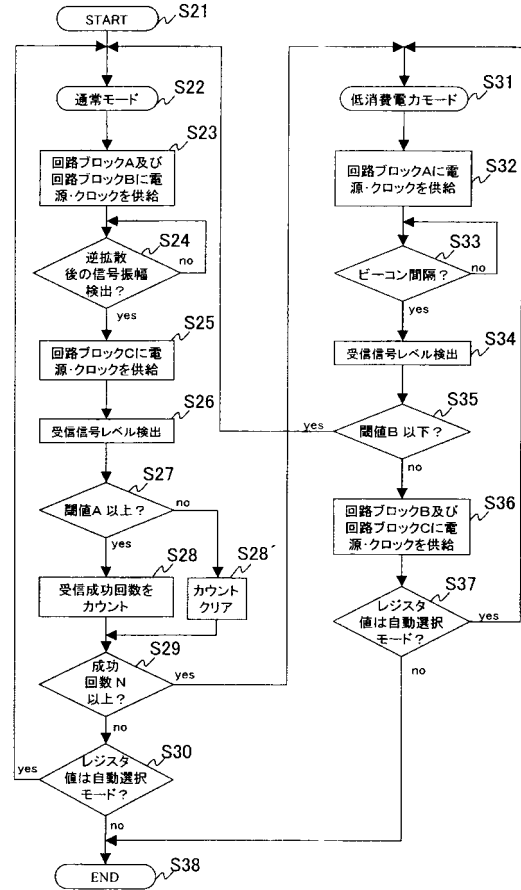 START
S21
通常モード
S22
S23
回路ブロックA及び
回路ブロックBに電
源・クロックを供給
S24
逆拡散
後の信号振幅
検出？
no
yes
S25
回路ブロックCに電
源・クロックを供給
S26
受信信号レベル検出
S27
閾値A 以上？
no
yes
S28
受信成功回数を
カウント
S28´
カウント
クリア
S29
成功
回数 N
以上？
yes
no
S30
レジスタ
値は自動選択
モード？
yes
no
END
S38
低消費電力モード
S31
S32
回路ブロックAに電
源・クロックを供給
S33
ビーコン間隔？
no
yes
S34
受信信号レベル検出
S35
閾値B 以下？
yes
no
S36
回路ブロックB及び
回路ブロックCに電
源・クロックを供給
S37
レジスタ
値は自動選択
モード？
yes
no